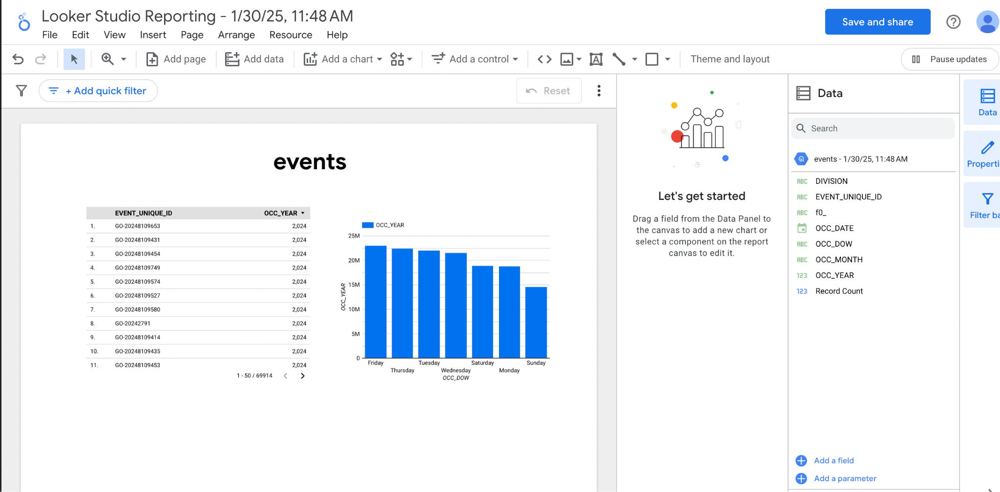 Looker Studio Reporting - 1/30/25, 11:48 AM
File Edit View Insert Page Arrange Resource Help
Save and share
Add page Add data Add a chart Add a control Theme and layout Pause updates
+ Add quick filter
Reset
events
EVENT_UNIQUE_ID OCC_YEAR
1. GO-20248109653 2,024
2. GO-20248109431 2,024
3. GO-20248109454 2,024
4. GO-20248109749 2,024
5. GO-20248109574 2,024
6. GO-20248109527 2,024
7. GO-20248109580 2,024
8. GO-20242791 2,024
9. GO-20248109414 2,024
10. GO-20248109435 2,024
11. GO-20248109453 2,024
1 - 50 / 69914
OCC_YEAR
25M
20M
15M
10M
5M
0
OCC_YEAR
Friday Tuesday Saturday Sunday
Thursday Wednesday Monday
OCC_DOW
Let's get started
Drag a field from the Data Panel to
the canvas to add a new chart or
select a component on the report
canvas to edit it.
Data
Search
events - 1/30/25, 11:48 AM
ABC DIVISION
ABC EVENT_UNIQUE_ID
ABC f0_
OCC_DATE
ABC OCC_DOW
ABC OCC_MONTH
123 OCC_YEAR
123 Record Count
Add a field
Add a parameter
Data
Properti
Filter ba